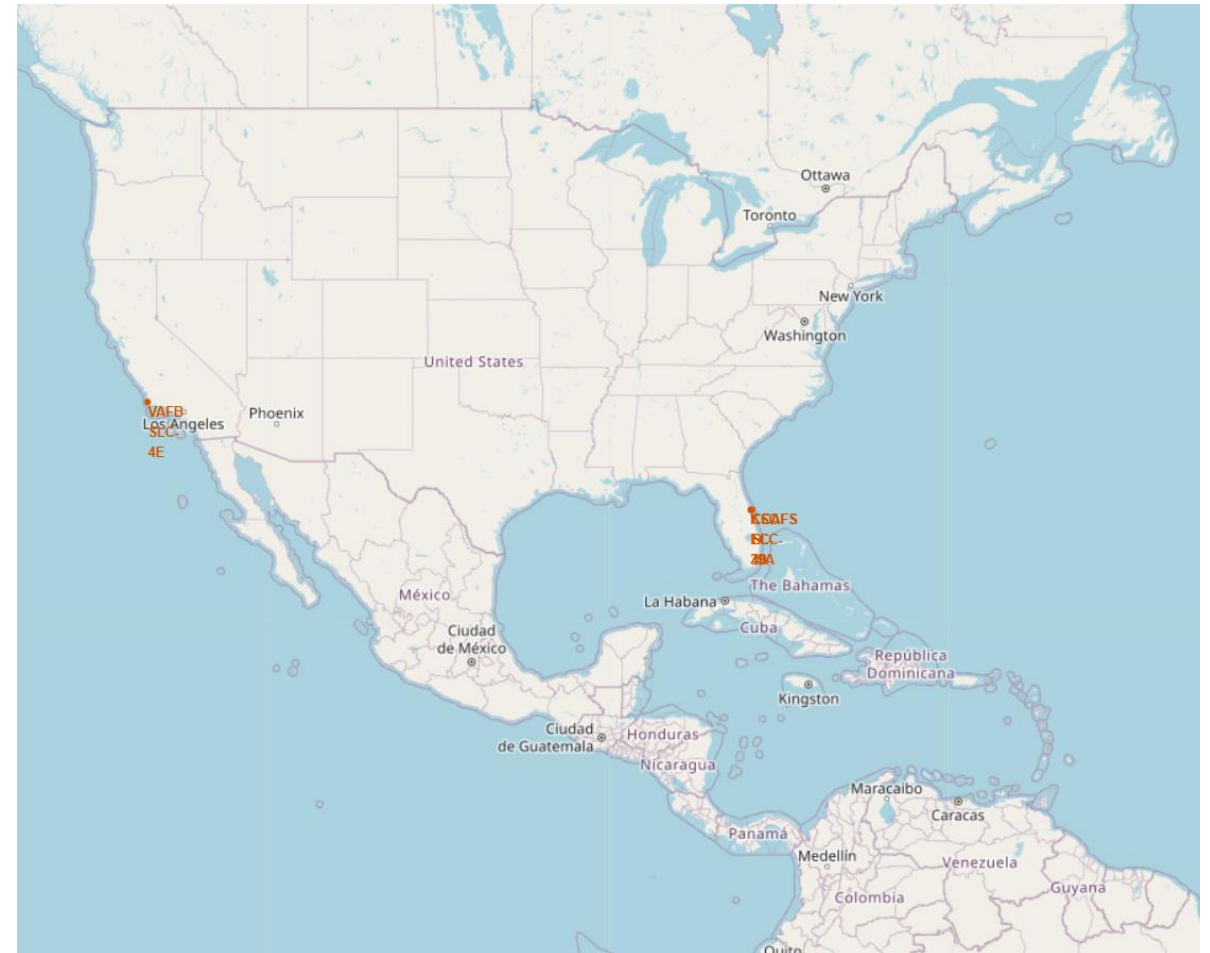 Ottawa
Toronto
New York
Washington
United States
VAFB
Los Angeles
SLC-
4E
Phoenix
The Bahamas
La Habana
México
Cuba
Ciudad
de México
República
Dominicana
Kingston
Ciudad
de Guatemala
Honduras
Nicaragua
Maracaibo
Caracas
Panamá
Medellín
Venezuela
Guyana
Colombia
Quito